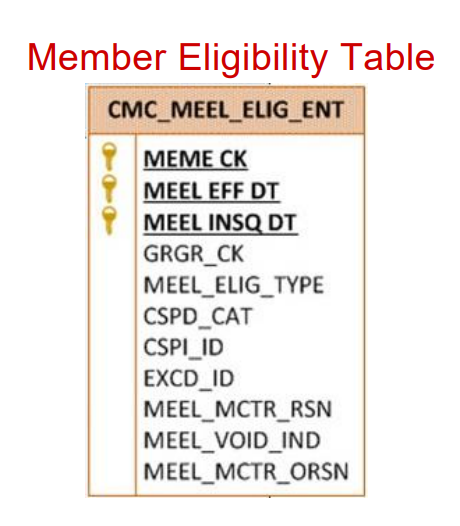 Member Eligibility Table
CMC_MEEL_ELIG_ENT
MEME CK
MEEL EFF DT
MEEL INSQ DT
GRGR_CK
MEEL_ELIG_TYPE
CSPD_CAT
CSPI_ID
EXCD_ID
MEEL_MCTR_RSN
MEEL_VOID_IND
MEEL_MCTR_ORSN